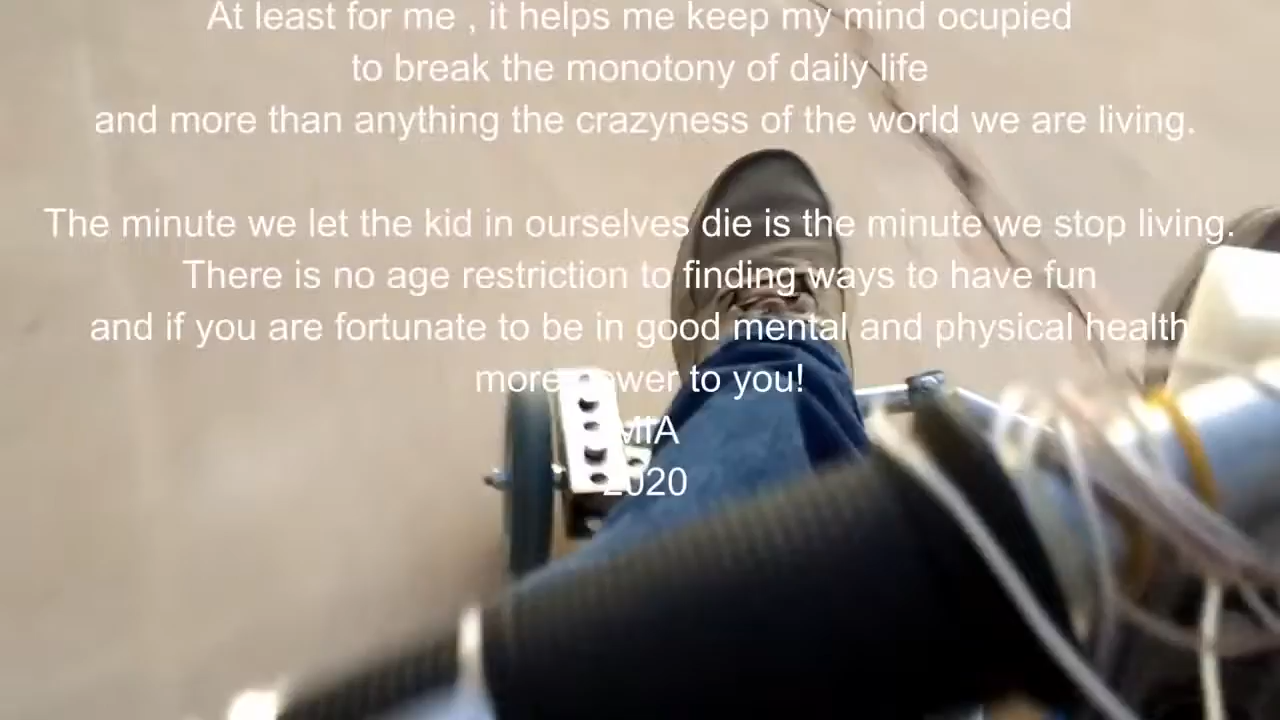 At least for me , it helps me keep my mind ocupied
to break the monotony of daily life
and more than anything the crazyness of the world we are living.
The minute we let the kid in ourselves die is the minute we stop living.
There is no age restriction to finding ways to have fun
and if you are fortunate to be in good mental and physical health
more power to you!
2020